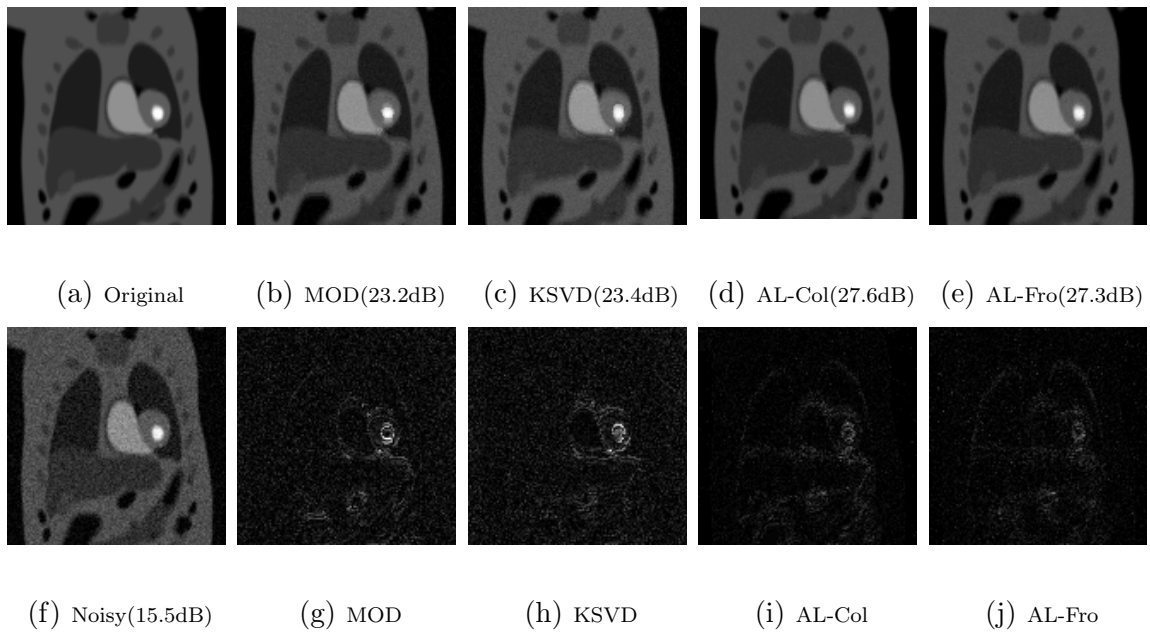 (a) Original (b) MOD(23.2dB) (c) KSVD(23.4dB) (d) AL-Col(27.6dB) (e) AL-Fro(27.3dB)
(f) Noisy(15.5dB) (g) MOD (h) KSVD (i) AL-Col (j) AL-Fro